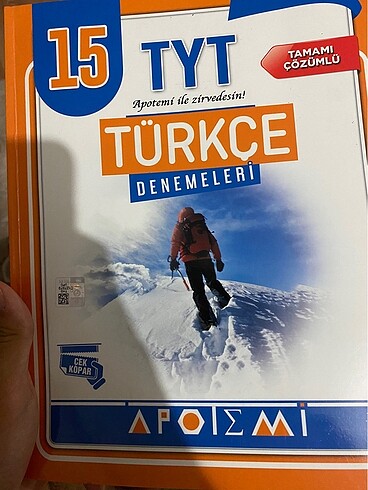 15
TYT
TAMAMI
ÇÖZÜMLÜ
Apotemi ile zirvedesin!
TÜRKÇE
DENEMELERİ
ÇEK
KOPAR
APOTEMİ